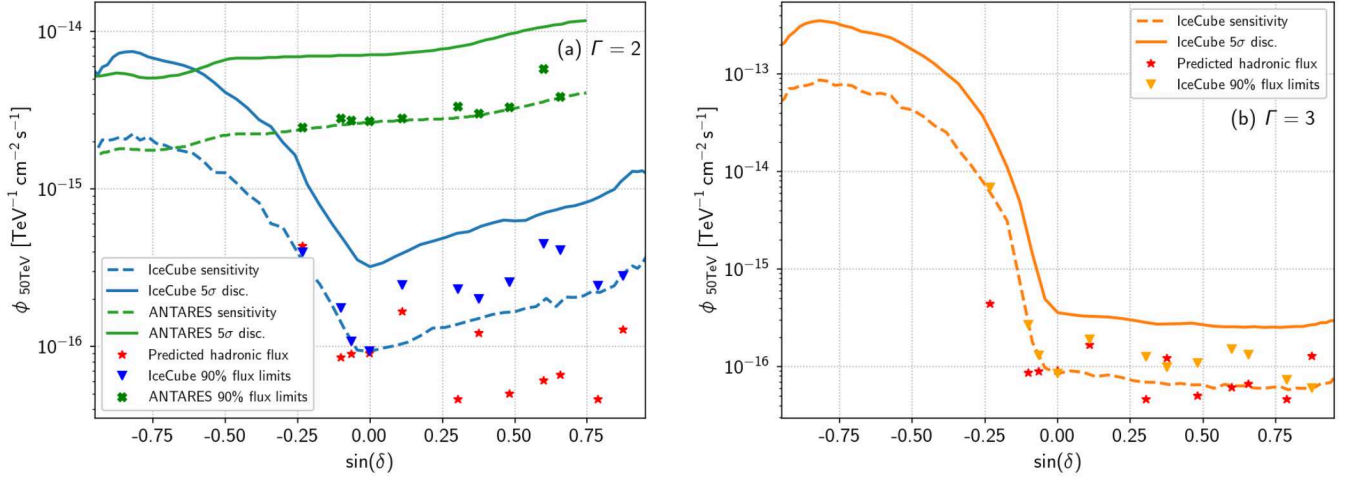 (a) Γ = 2
10⁻¹⁴
10⁻¹⁵
10⁻¹⁶
ϕ 50TeV [TeV⁻¹ cm⁻² s⁻¹]
IceCube sensitivity
IceCube 5σ disc.
ANTARES sensitivity
ANTARES 5σ disc.
Predicted hadronic flux
IceCube 90% flux limits
ANTARES 90% flux limits
-0.75 -0.50 -0.25 0.00 0.25 0.50 0.75
sin(δ)
IceCube sensitivity
IceCube 5σ disc.
Predicted hadronic flux
IceCube 90% flux limits
(b) Γ = 3
10⁻¹³
10⁻¹⁴
10⁻¹⁵
10⁻¹⁶
ϕ 50TeV [TeV⁻¹ cm⁻² s⁻¹]
-0.75 -0.50 -0.25 0.00 0.25 0.50 0.75
sin(δ)